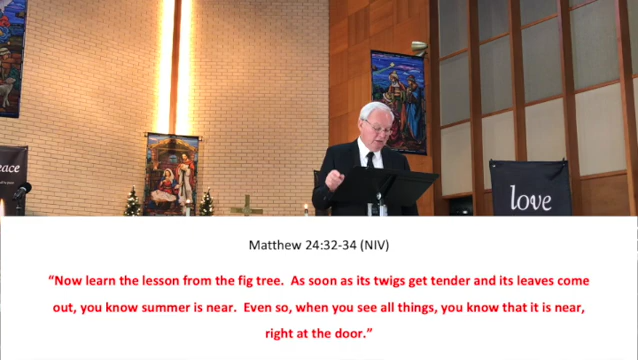 eace
love
Matthew 24:32-34 (NIV)
“Now learn the lesson from the fig tree.  As soon as its twigs get tender and its leaves come
out, you know summer is near.  Even so, when you see all things, you know that it is near,
right at the door.”